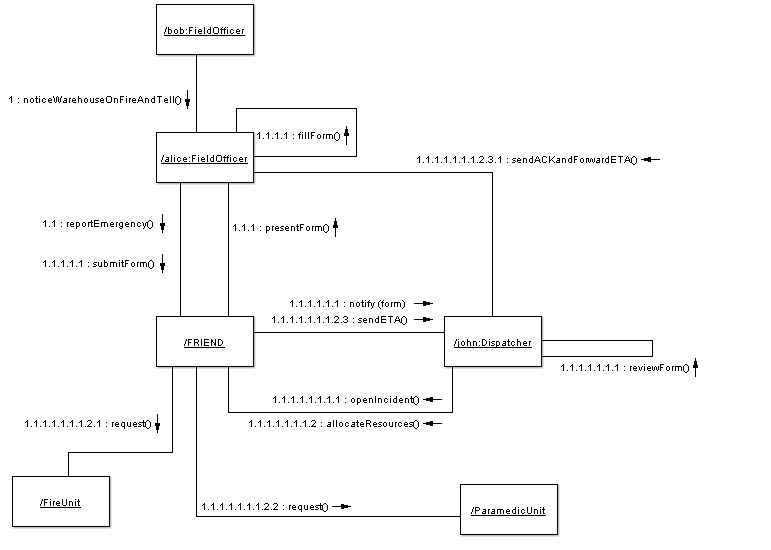 /bob:FieldOfficer
1 : noticeWarehouseOnFireAndTell()
1.1.1.1 : fillForm()
/alice:FieldOfficer
1.1.1.1.1.1.1.2.3.1 : sendACKandForwardETA()
1.1 : reportEmergency()
1.1.1 : presentForm()
1.1.1.1.1 : submitForm()
1.1.1.1.1.1 : notify (form)
1.1.1.1.1.1.1.2.3 : sendETA()
/FRIEND
/john:Dispatcher
1.1.1.1.1.1.1 : reviewForm()
1.1.1.1.1.1.1.1 : openIncident()
1.1.1.1.1.1.1.2 : allocateResources()
1.1.1.1.1.1.1.2.1 : request()
/FireUnit
1.1.1.1.1.1.1.2.2 : request()
/ParamedicUnit